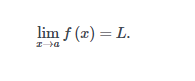 lim f (x) = L.
x→a